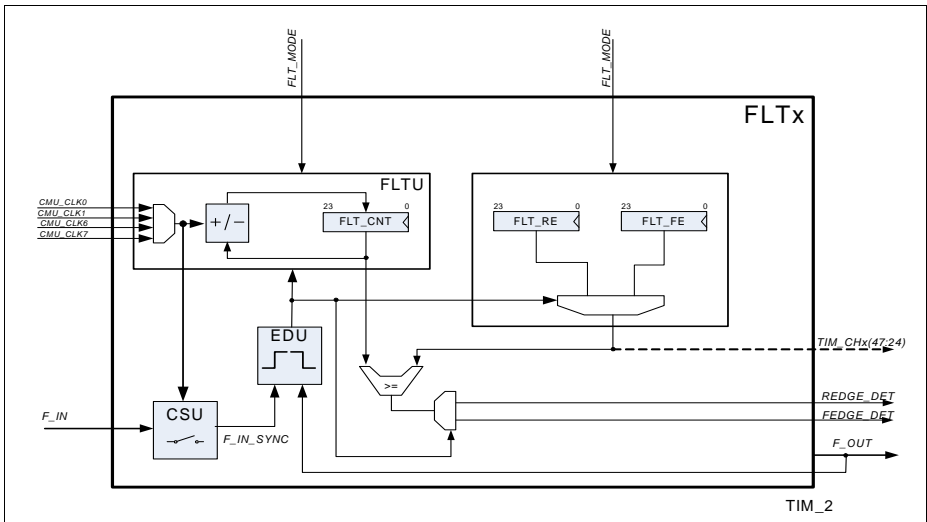 FLT_MODE
FLT_MODE
FLTx
FLTU
CMU_CLK0
CMU_CLK1
CMU_CLK6
CMU_CLK7
+/-
23 0
FLT_CNT
23 0
FLT_RE
23 0
FLT_FE
EDU
TIM_CHx(47:24)
>=
REDGE_DET
FEDGE_DET
F_IN
CSU
F_IN_SYNC
F_OUT
TIM_2